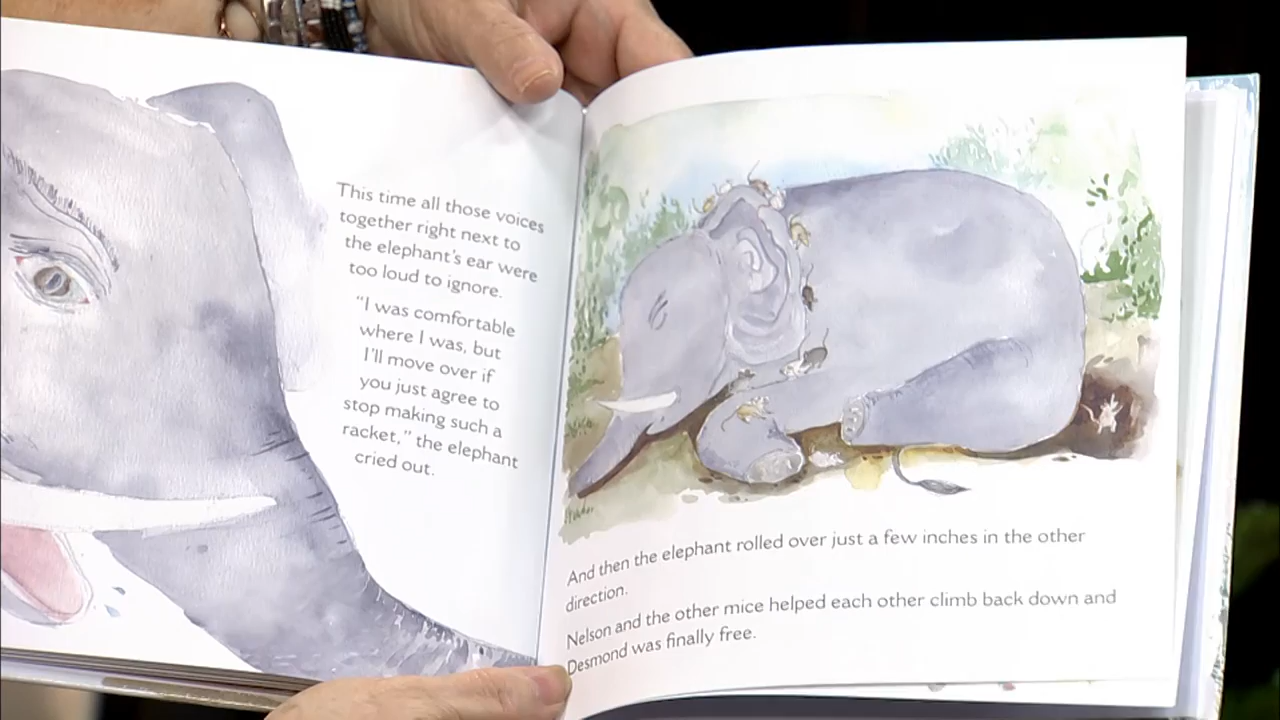 This time all those voices
together right next to
the elephant's ear were
too loud to ignore.
"I was comfortable
where I was, but
I'll move over if
you just agree to
stop making such a
racket," the elephant
cried out.
And then the elephant rolled over just a few inches in the other
direction.
Nelson and the other mice helped each other climb back down and
Desmond was finally free.